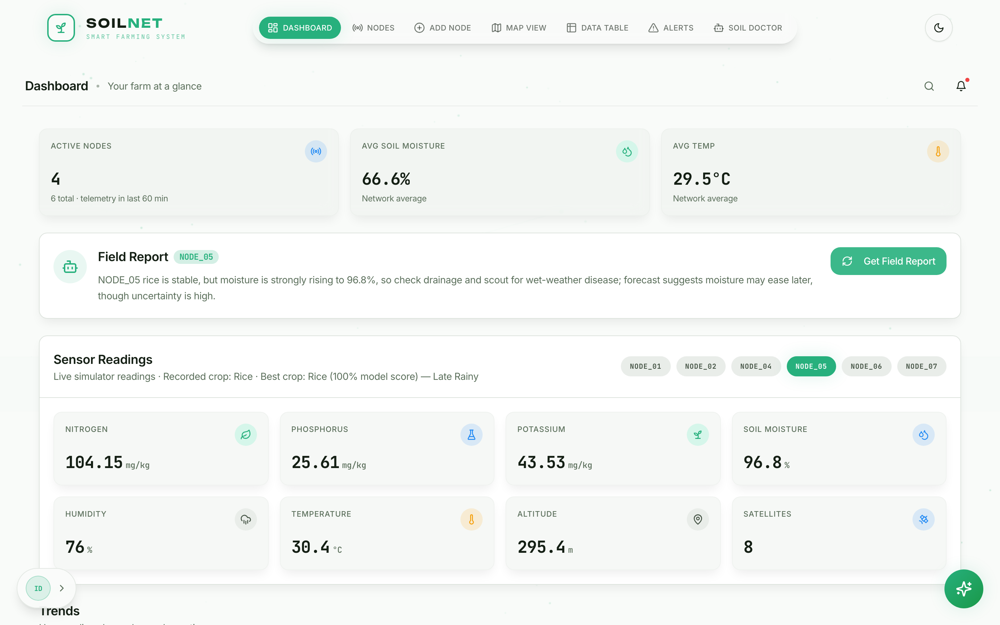 SOILNET
SMART FARMING SYSTEM
DASHBOARD
NODES
ADD NODE
MAP VIEW
DATA TABLE
ALERTS
SOIL DOCTOR
Dashboard • Your farm at a glance
ACTIVE NODES
4
6 total · telemetry in last 60 min
AVG SOIL MOISTURE
66.6%
Network average
AVG TEMP
29.5°C
Network average
Field Report NODE_05
Get Field Report
NODE_05 rice is stable, but moisture is strongly rising to 96.8%, so check drainage and scout for wet-weather disease; forecast suggests moisture may ease later,
though uncertainty is high.
Sensor Readings
Live simulator readings · Recorded crop: Rice · Best crop: Rice (100% model score) — Late Rainy
NODE_01
NODE_02
NODE_04
NODE_05
NODE_06
NODE_07
NITROGEN
104.15 mg/kg
PHOSPHORUS
25.61 mg/kg
POTASSIUM
43.53 mg/kg
SOIL MOISTURE
96.8 %
HUMIDITY
76 %
TEMPERATURE
30.4 °C
ALTITUDE
295.4 m
SATELLITES
8
ID
Trends